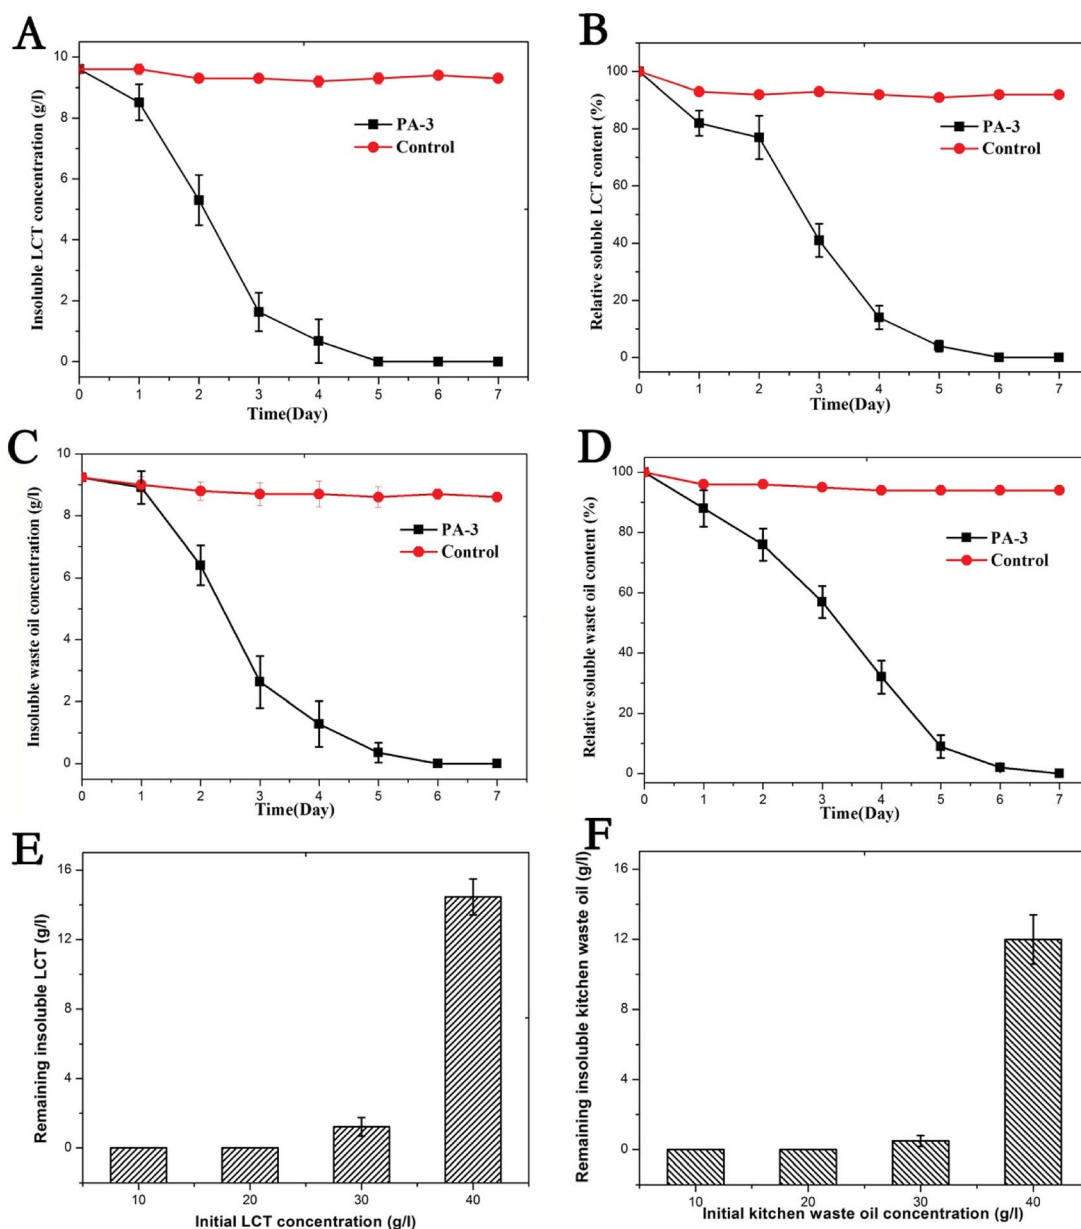 A
Insoluble LCT concentration (g/l)
10
8
6
4
2
0
PA-3
Control
0 1 2 3 4 5 6 7
Time(Day)
B
Relative soluble LCT content (%)
100
80
60
40
20
0
PA-3
Control
0 1 2 3 4 5 6 7
Time(Day)
C
Insoluble waste oil concentration (g/l)
10
8
6
4
2
0
PA-3
Control
0 1 2 3 4 5 6 7
Time(Day)
D
Relative soluble waste oil content (%)
100
80
60
40
20
0
PA-3
Control
0 1 2 3 4 5 6 7
Time(Day)
E
Remaining insoluble LCT (g/l)
16
12
8
4
0
10 20 30 40
Initial LCT concentration (g/l)
F
Remaining insoluble kitchen waste oil (g/l)
16
12
8
4
0
10 20 30 40
Initial kitchen waste oil concentration (g/l)